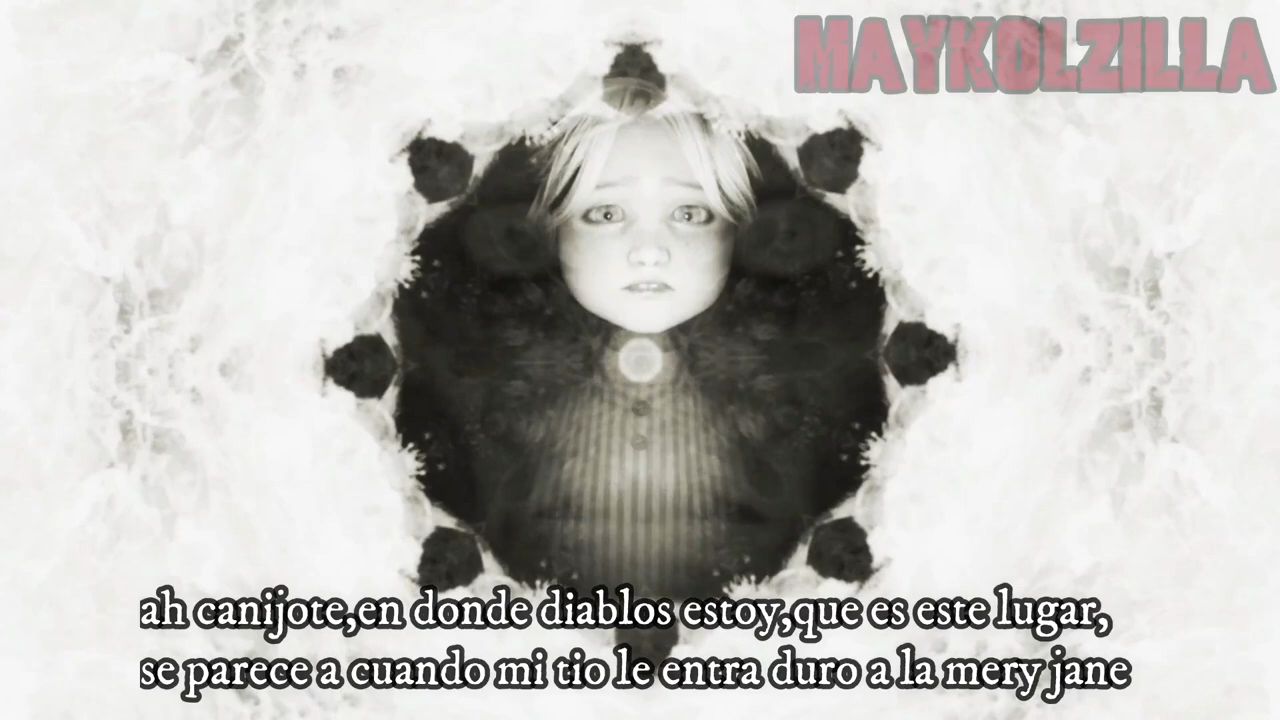 MAYKOLZILLA
ah canijote,en donde diablos estoy,que es este lugar,
se parece a cuando mi tio le entra duro a la mery jane